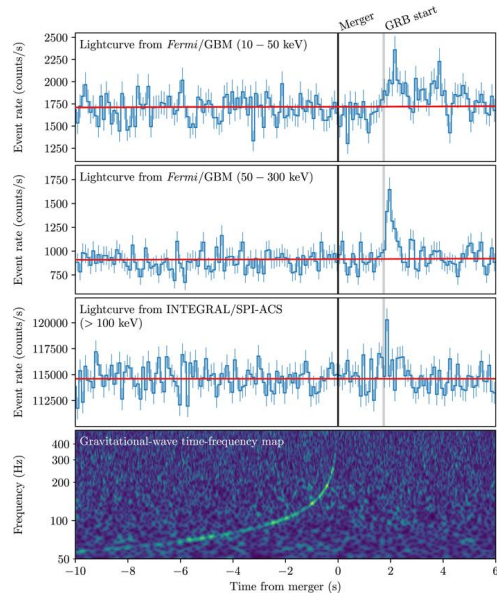 Merger
GRB start
Lightcurve from Fermi/GBM (10 − 50 keV)
Event rate (counts/s)
2500
2250
2000
1750
1500
1250
Lightcurve from Fermi/GBM (50 − 300 keV)
Event rate (counts/s)
1750
1500
1250
1000
750
Lightcurve from INTEGRAL/SPI-ACS
(> 100 keV)
Event rate (counts/s)
120000
117500
115000
112500
Gravitational-wave time-frequency map
Frequency (Hz)
400
300
200
100
50
−10 −8 −6 −4 −2 0 2 4 6
Time from merger (s)